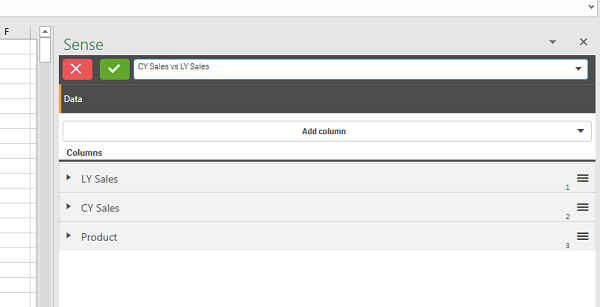 F
Sense
CY Sales vs LY Sales
Data
Add column
Columns
LY Sales
1
CY Sales
2
Product
3